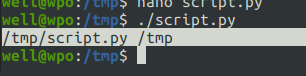 well@wpo:/tmp$ nano script.py
well@wpo:/tmp$ ./script.py
/tmp/script.py /tmp
well@wpo:/tmp$